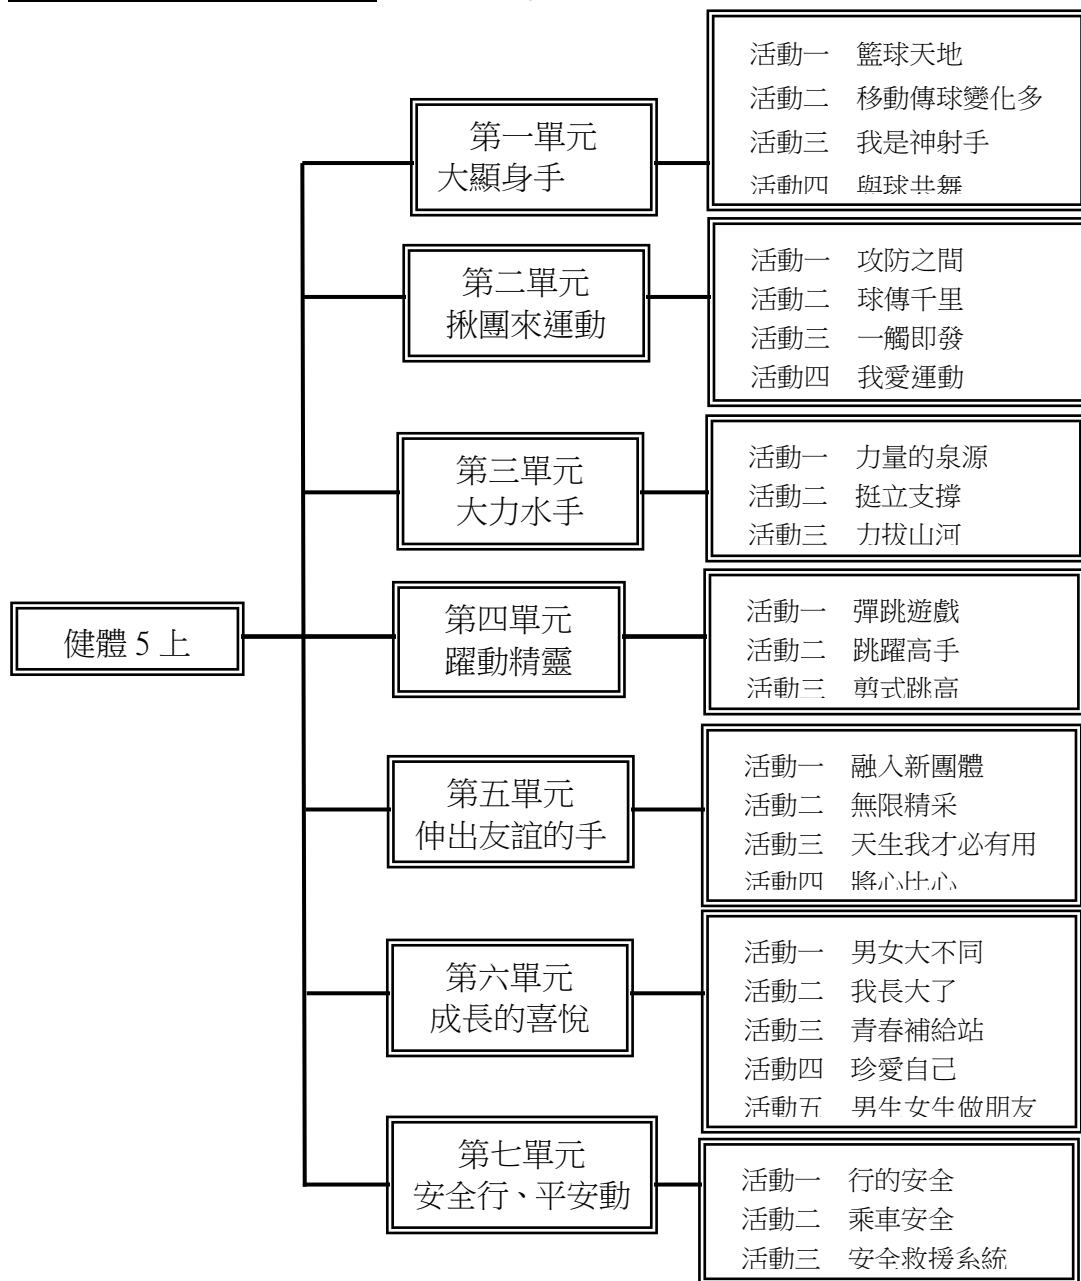 健體 5 上
第一單元
大顯身手
活動一　籃球天地
活動二　移動傳球變化多
活動三　我是神射手
活動四　與球共舞
第二單元
揪團來運動
活動一　攻防之間
活動二　球傳千里
活動三　一觸即發
活動四　我愛運動
第三單元
大力水手
活動一　力量的泉源
活動二　挺立支撐
活動三　力拔山河
第四單元
躍動精靈
活動一　彈跳遊戲
活動二　跳躍高手
活動三　剪式跳高
第五單元
伸出友誼的手
活動一　融入新團體
活動二　無限精采
活動三　天生我才必有用
活動四　將心比心
第六單元
成長的喜悅
活動一　男女大不同
活動二　我長大了
活動三　青春補給站
活動四　珍愛自己
活動五　男生女生做朋友
第七單元
安全行、平安動
活動一　行的安全
活動二　乘車安全
活動三　安全救援系統